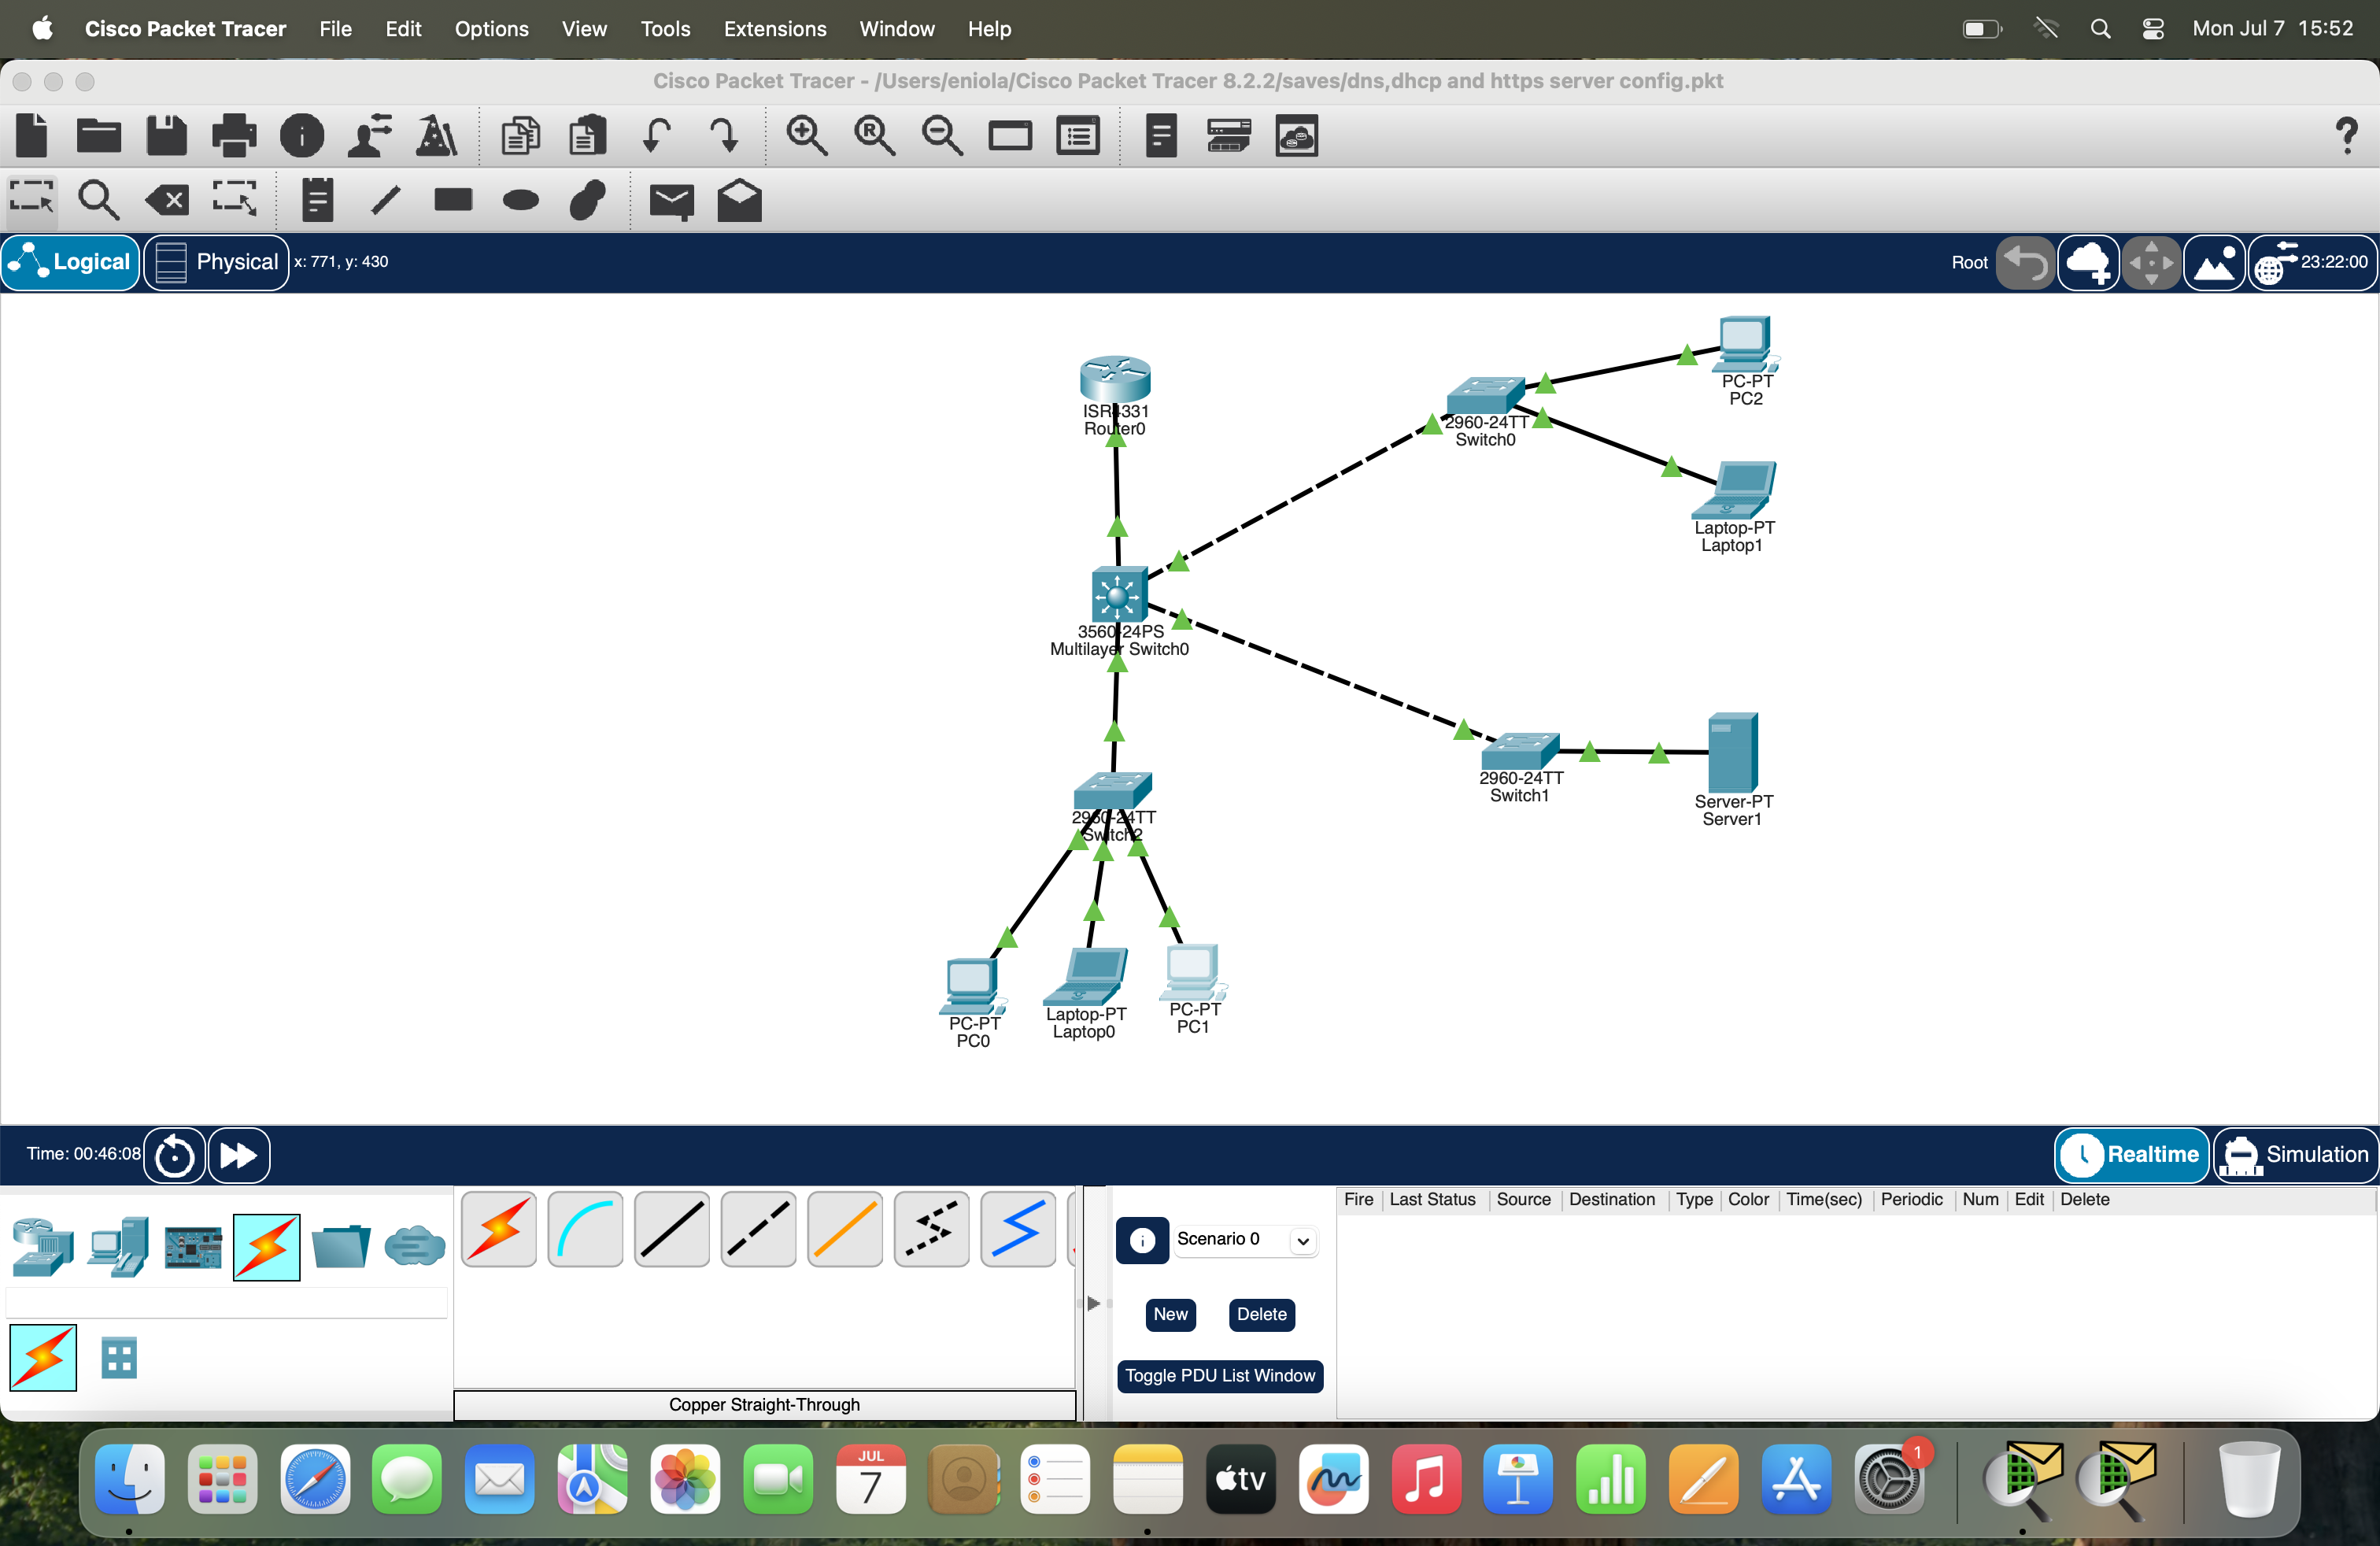 Cisco Packet Tracer File Edit Options View Tools Extensions Window Help Mon Jul 7 15:52
Cisco Packet Tracer - /Users/eniola/Cisco Packet Tracer 8.2.2/saves/dns,dhcp and https server config.pkt
Logical Physical x: 771, y: 430 Root 23:22:00
PC-PT
PC2
ISR4331
Router0
2960-24TT
Switch0
Laptop-PT
Laptop1
3560-24PS
Multilayer Switch0
2960-24TT
Switch1
Server-PT
Server1
2960-24TT
Switch2
PC-PT
PC0
Laptop-PT
Laptop0
PC-PT
PC1
Time: 00:46:08 Realtime Simulation
Fire Last Status Source Destination Type Color Time(sec) Periodic Num Edit Delete
Scenario 0
New Delete
Toggle PDU List Window
Copper Straight-Through
JUL
7
tv
1